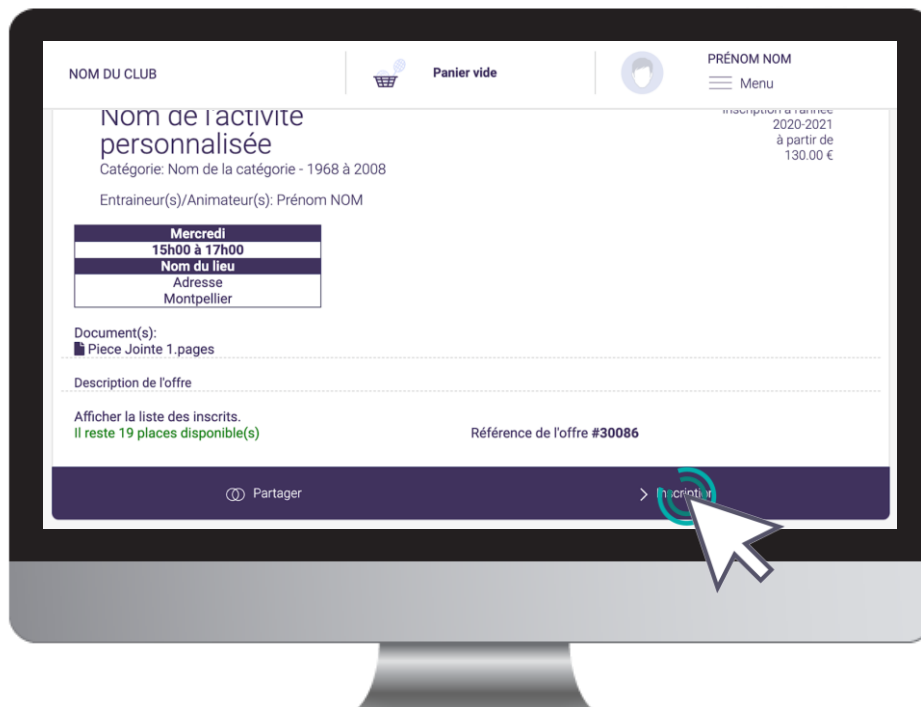 NOM DU CLUB
Panier vide
PRÉNOM NOM
Menu
Nom de l'activité
personnalisée
Inscription à l'année
2020-2021
à partir de
130.00 €
Catégorie: Nom de la catégorie - 1968 à 2008
Entraineur(s)/Animateur(s): Prénom NOM
Mercredi
15h00 à 17h00
Nom du lieu
Adresse
Montpellier
Document(s):
Piece Jointe 1.pages
Description de l'offre
Afficher la liste des inscrits.
Il reste 19 places disponible(s)
Référence de l'offre #30086
Partager
Inscription